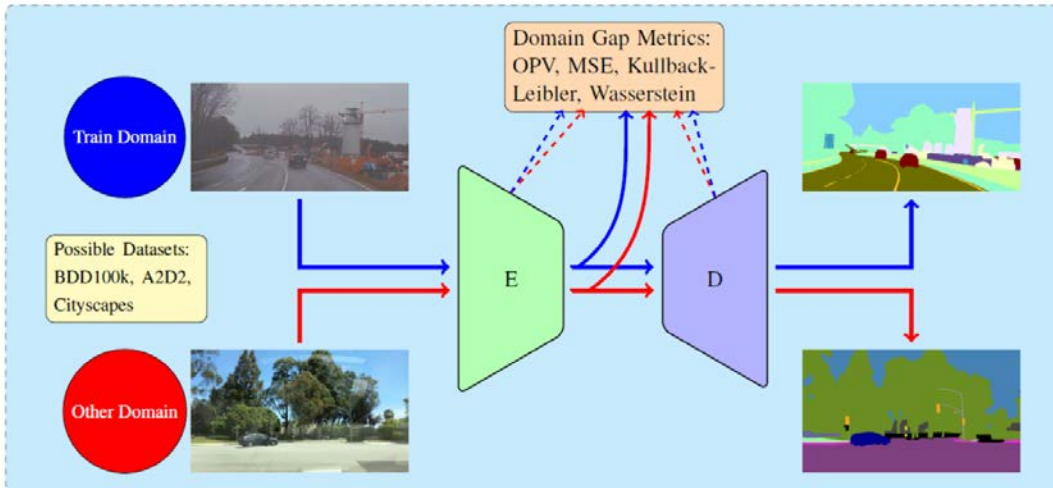 Domain Gap Metrics:
OPV, MSE, Kullback-
Leibler, Wasserstein
Train Domain
Possible Datasets:
BDD100k, A2D2,
Cityscapes
E
D
Other Domain